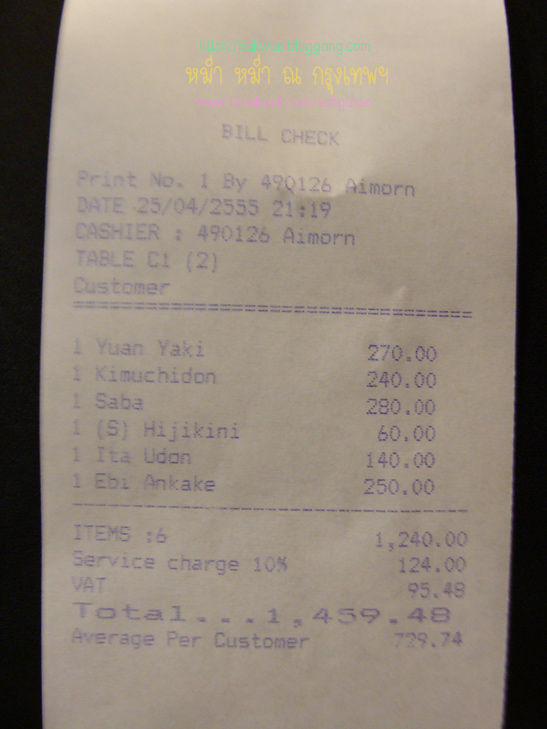 หม่ำ หม่ำ ณ กรุงเทพฯ
BILL CHECK
Print No. 1 By 490126 Aimorn
DATE 25/04/2555 21:19
CASHIER : 490126 Aimorn
TABLE C1 (2)
Customer
1 Yuan Yaki 270.00
1 Kimuchidon 240.00
1 Saba 280.00
1 (S) Hijikini 60.00
1 Ita Udon 140.00
1 Ebi Ankake 250.00
ITEMS :6 1,240.00
Service charge 10% 124.00
VAT 95.48
Total...1,459.48
Average Per Customer 729.74